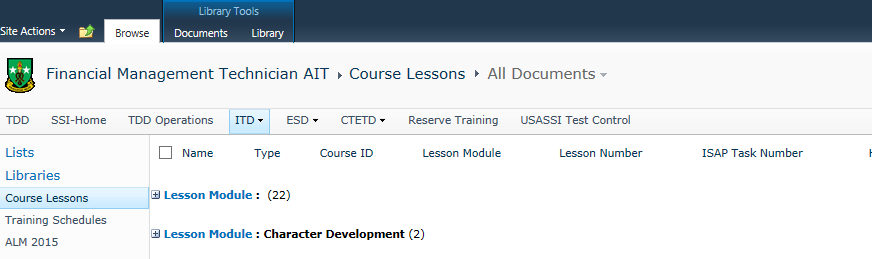 Library Tools
Site Actions Browse Documents Library
Financial Management Technician AIT Course Lessons All Documents
TDD SSI-Home TDD Operations ITD ESD CTETD Reserve Training USASSI Test Control
Lists
Libraries
Course Lessons
Training Schedules
ALM 2015
Name Type Course ID Lesson Module Lesson Number ISAP Task Number
Lesson Module : (22)
Lesson Module : Character Development (2)